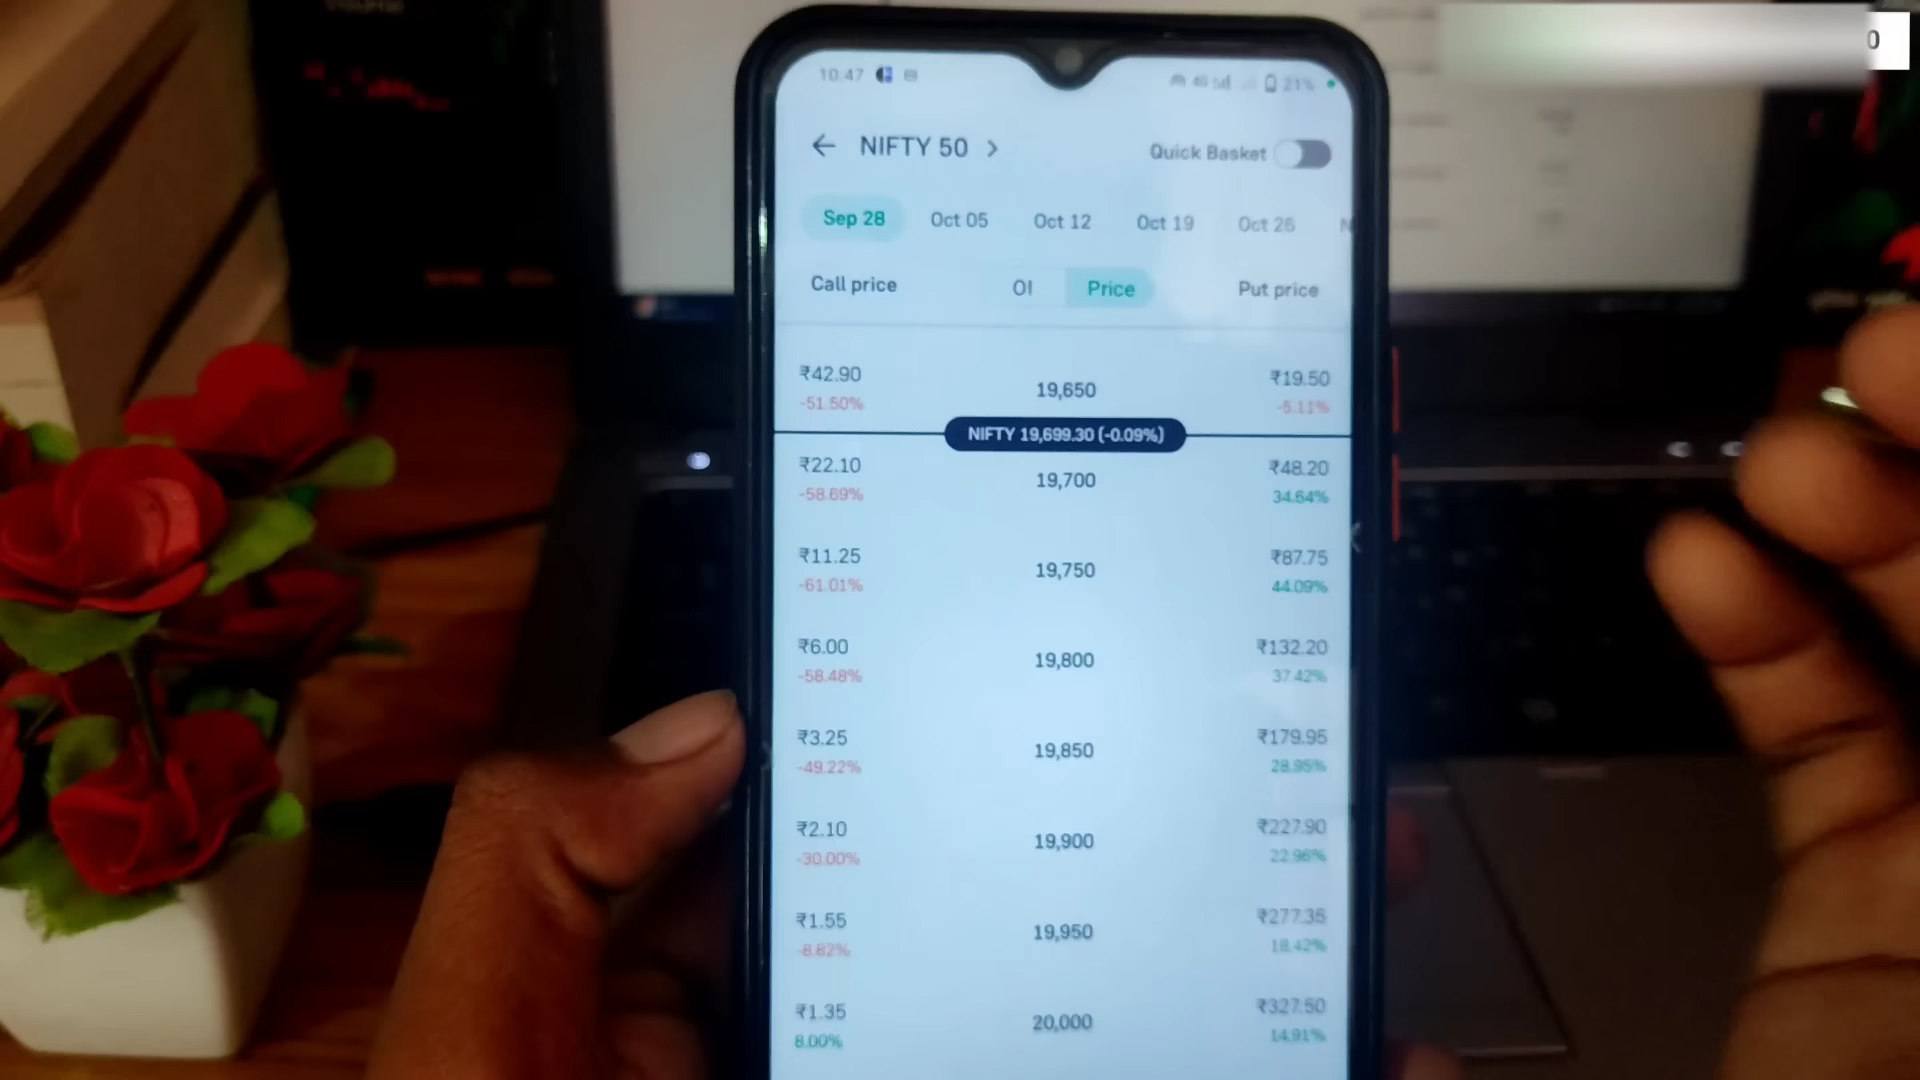 10:47 4G 21%
NIFTY 50 Quick Basket
Sep 28 Oct 05 Oct 12 Oct 19 Oct 26 N
Call price OI Price Put price
₹42.90 19,650 ₹19.50
-51.50% -5.11%
NIFTY 19,699.30 (-0.09%)
₹22.10 19,700 ₹48.20
-58.69% 34.64%
₹11.25 19,750 ₹87.75
-61.01% 44.09%
₹6.00 19,800 ₹132.20
-58.48% 37.42%
₹3.25 19,850 ₹179.95
-49.22% 28.95%
₹2.10 19,900 ₹227.90
-30.00% 22.96%
₹1.55 19,950 ₹277.35
-8.82% 18.42%
₹1.35 20,000 ₹327.50
8.00% 14.91%
0